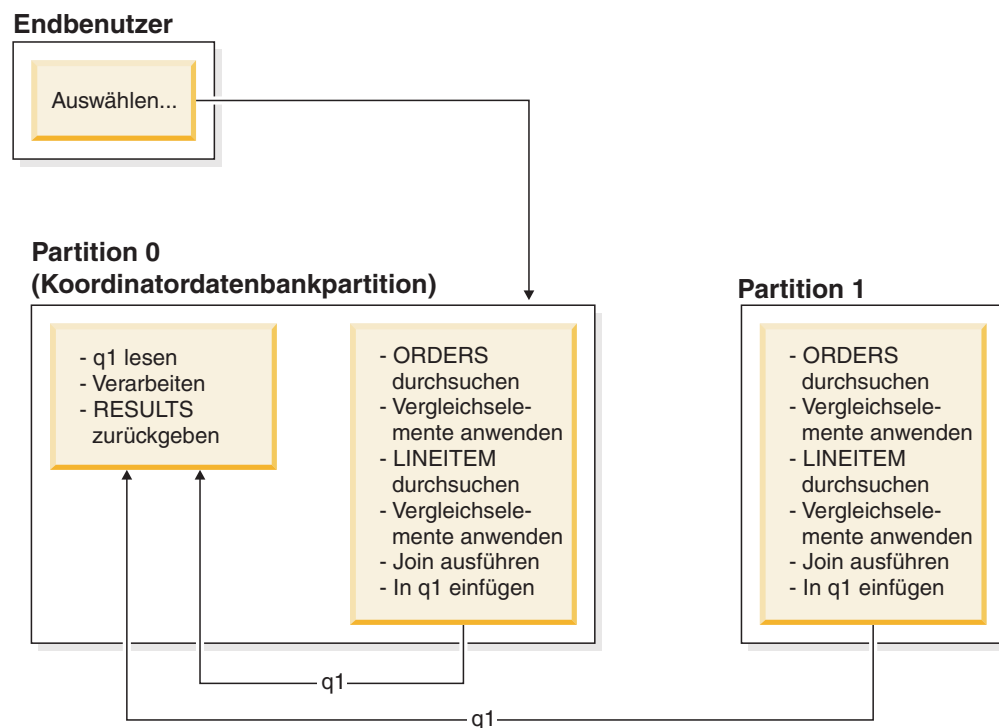 Endbenutzer
Auswählen...
Partition 0
(Koordinatordatenbankpartition)
- q1 lesen
- Verarbeiten
- RESULTS
zurückgeben
- ORDERS
durchsuchen
- Vergleichsele-
mente anwenden
- LINEITEM
durchsuchen
- Vergleichsele-
mente anwenden
- Join ausführen
- In q1 einfügen
Partition 1
- ORDERS
durchsuchen
- Vergleichsele-
mente anwenden
- LINEITEM
durchsuchen
- Vergleichsele-
mente anwenden
- Join ausführen
- In q1 einfügen
q1
q1